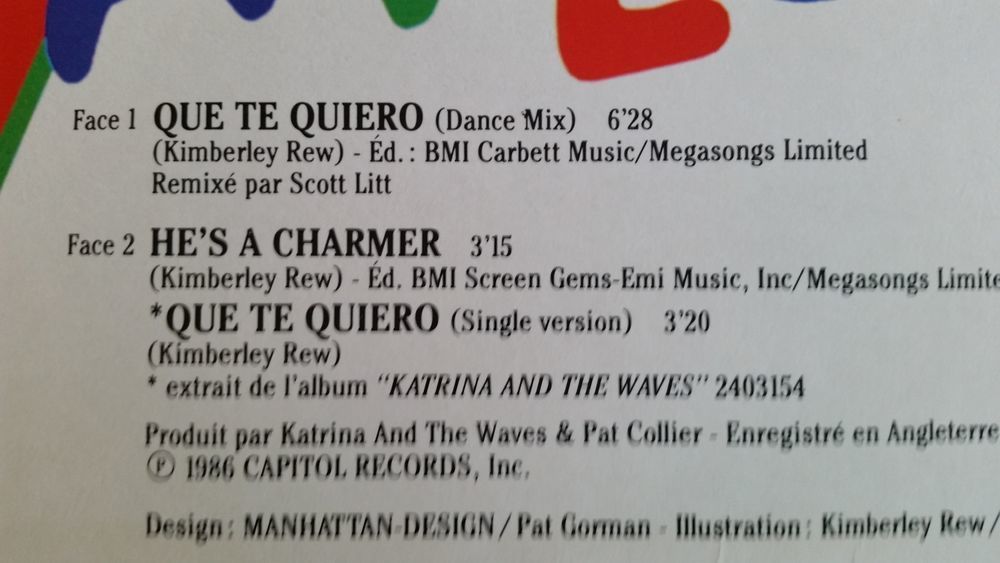 Face 1 QUE TE QUIERO (Dance Mix) 6'28
(Kimberley Rew) - Éd. : BMI Carbett Music/Megasongs Limited
Remixé par Scott Litt
Face 2 HE'S A CHARMER 3'15
(Kimberley Rew) - Éd. BMI Screen Gems-Emi Music, Inc/Megasongs Limite
*QUE TE QUIERO (Single version) 3'20
(Kimberley Rew)
* extrait de l'album "KATRINA AND THE WAVES" 2403154
Produit par Katrina And The Waves & Pat Collier - Enregistré en Angleterre
℗ 1986 CAPITOL RECORDS, Inc.
Design : MANHATTAN-DESIGN / Pat Gorman - Illustration : Kimberley Rew /